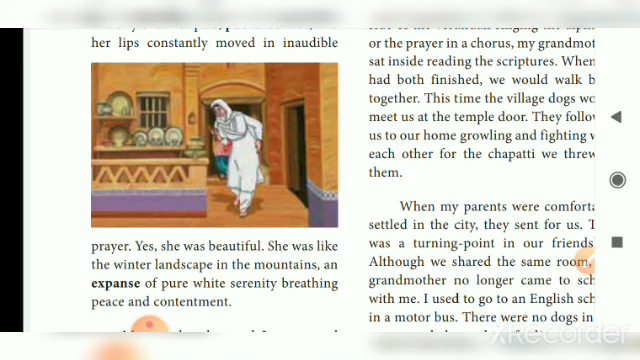 her lips constantly moved in inaudible
prayer. Yes, she was beautiful. She was like
the winter landscape in the mountains, an
expanse of pure white serenity breathing
peace and contentment.
or the prayer in a chorus, my grandmot
sat inside reading the scriptures. When
had both finished, we would walk b
together. This time the village dogs wo
meet us at the temple door. They follow
us to our home growling and fighting w
each other for the chapatti we threw
them.
When my parents were comforta
settled in the city, they sent for us. T
was a turning-point in our friends
Although we shared the same room,
grandmother no longer came to sch
with me. I used to go to an English sch
in a motor bus. There were no dogs in
XRecorder